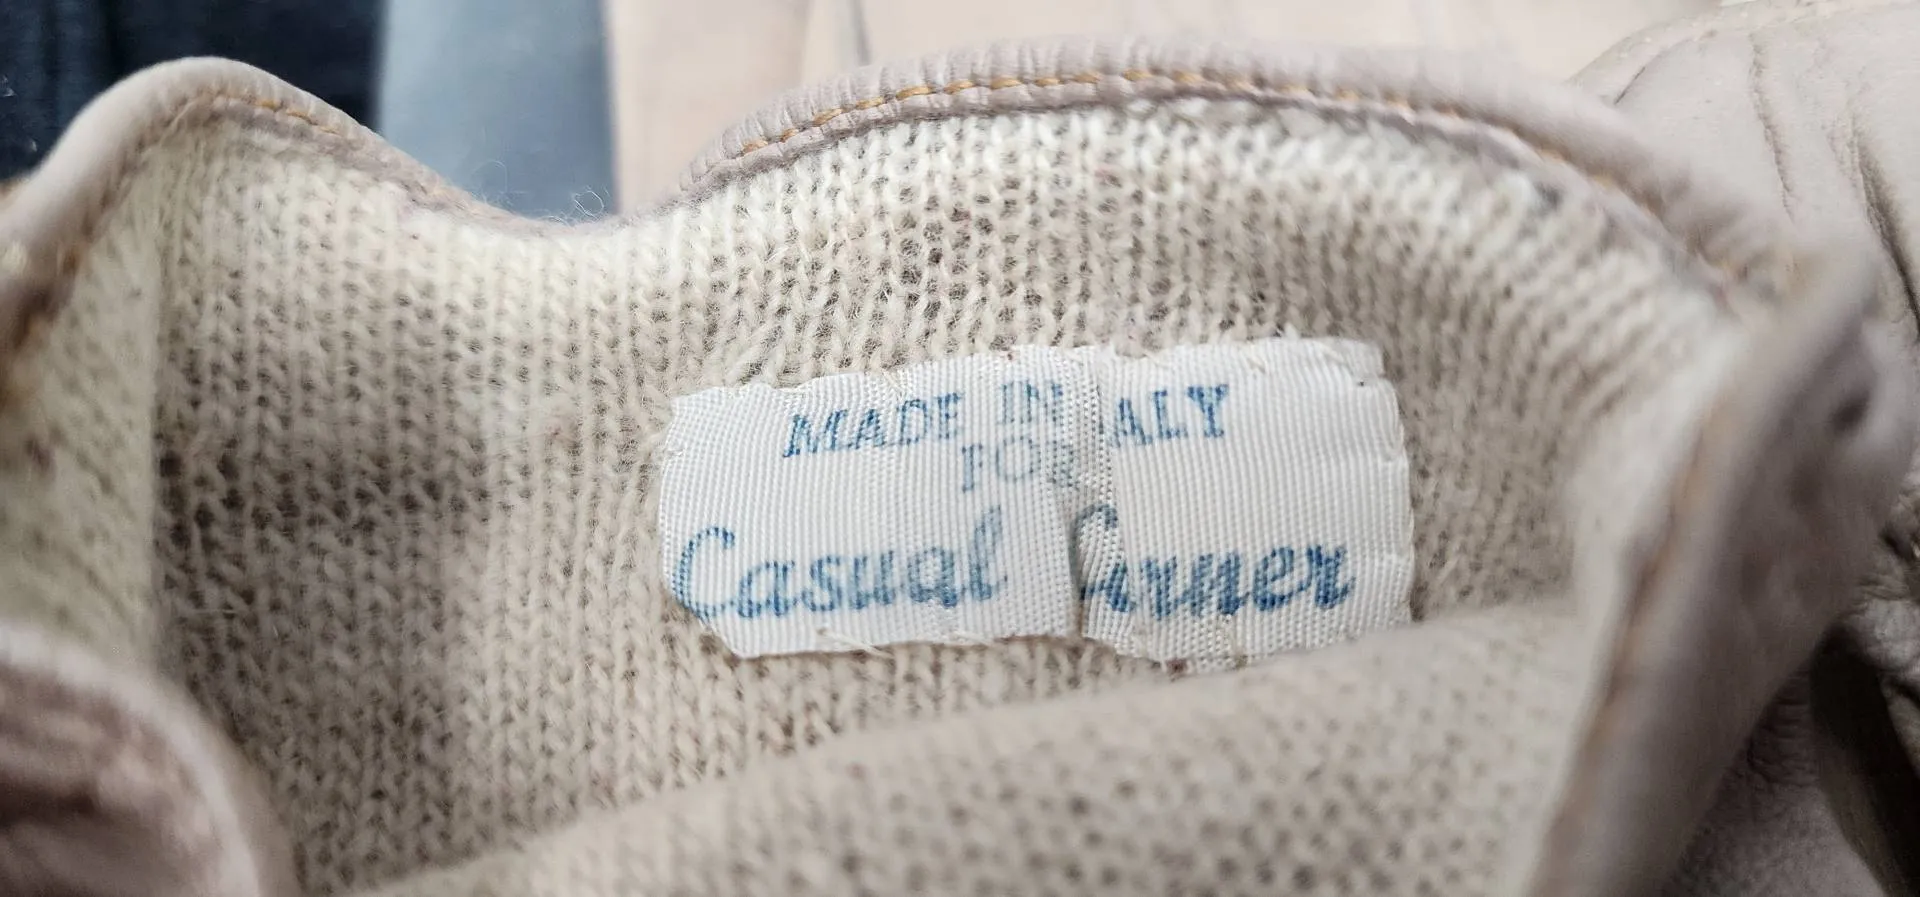 MADE IN ITALY
FOR
Casual Corner